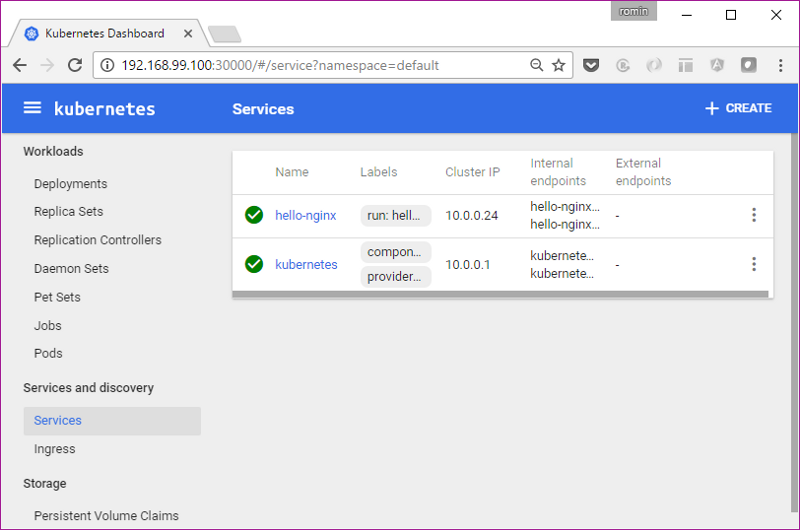 romin
Kubernetes Dashboard
192.168.99.100:30000/#/service?namespace=default
kubernetes
Services
+ CREATE
Workloads
Deployments
Replica Sets
Replication Controllers
Daemon Sets
Pet Sets
Jobs
Pods
Services and discovery
Services
Ingress
Storage
Persistent Volume Claims
Name Labels Cluster IP Internal endpoints External endpoints
hello-nginx run: hell... 10.0.0.24 hello-nginx... -
hello-nginx...
kubernetes compon... 10.0.0.1 kubernete... -
provider... kubernete...